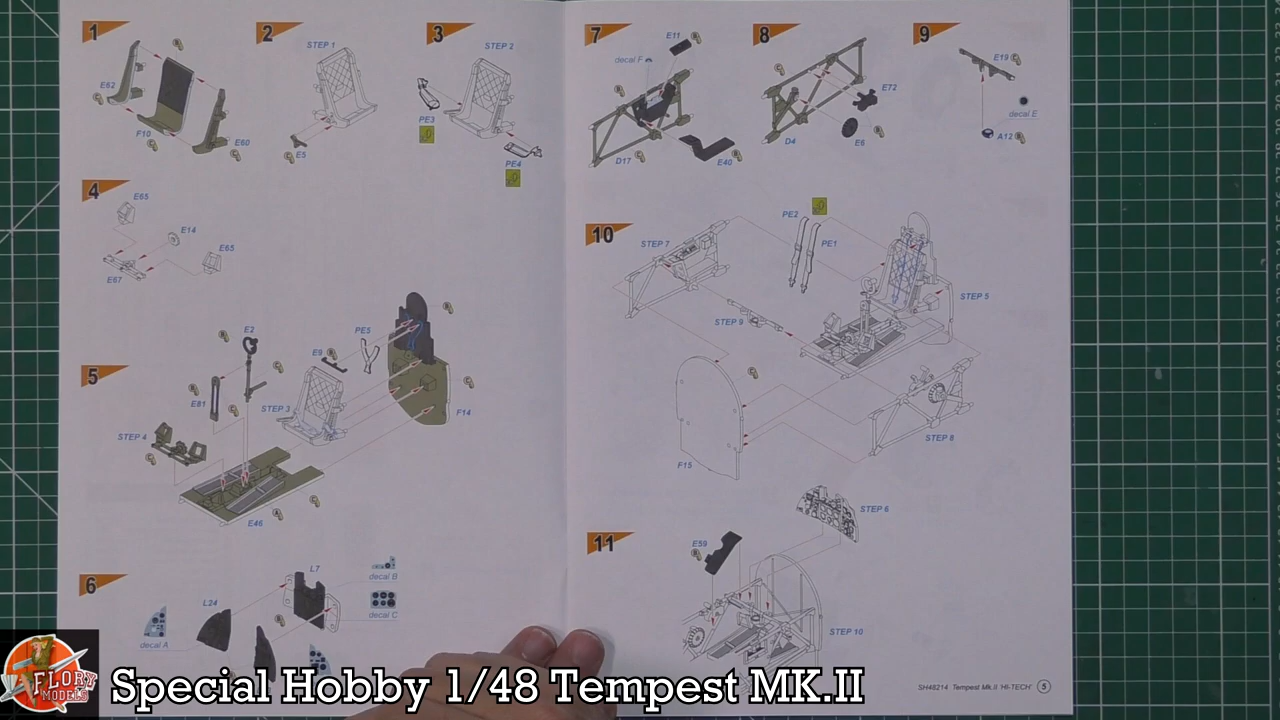 1
E62
F10
E60
2
STEP 1
E5
3
STEP 2
PE3
PE4
4
E65
E14
E65
E67
5
E2
E81
STEP 4
STEP 3
E9
PE5
F14
E46
6
L7
L24
decal A
decal B
decal C
7
E11
decal F
D17
E40
8
E72
D4
E6
9
E19
decal E
A12
10
STEP 7
PE2
PE1
STEP 5
STEP 9
STEP 8
F15
11
STEP 6
E59
STEP 10
SH48214 Tempest Mk.II 'HI-TECH' 5
FLORY
MODELS
Special Hobby 1/48 Tempest MK.II